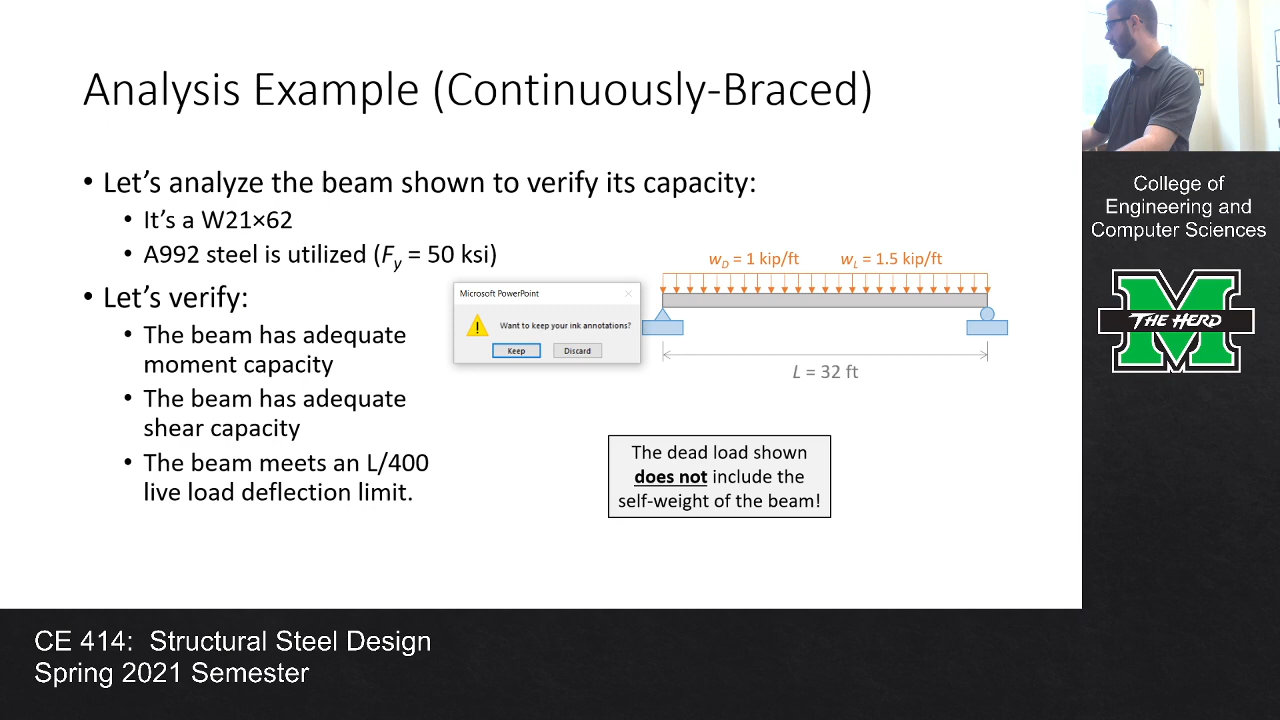 Analysis Example (Continuously-Braced)
• Let's analyze the beam shown to verify its capacity:
• It's a W21×62
• A992 steel is utilized (Fy = 50 ksi)
• Let's verify:
• The beam has adequate
moment capacity
• The beam has adequate
shear capacity
• The beam meets an L/400
live load deflection limit.
wD = 1 kip/ft
wL = 1.5 kip/ft
L = 32 ft
The dead load shown
does not include the
self-weight of the beam!
Microsoft PowerPoint
Want to keep your ink annotations?
Keep
Discard
College of
Engineering and
Computer Sciences
THE HERD
CE 414:  Structural Steel Design
Spring 2021 Semester